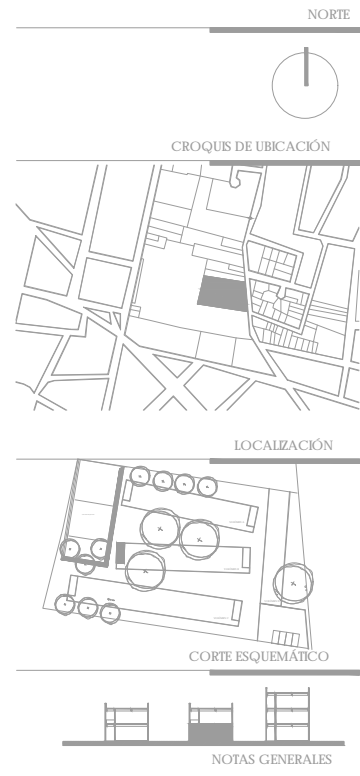 NORTE
CROQUIS DE UBICACIÓN
LOCALIZACIÓN
CORTE ESQUEMÁTICO
NOTAS GENERALES